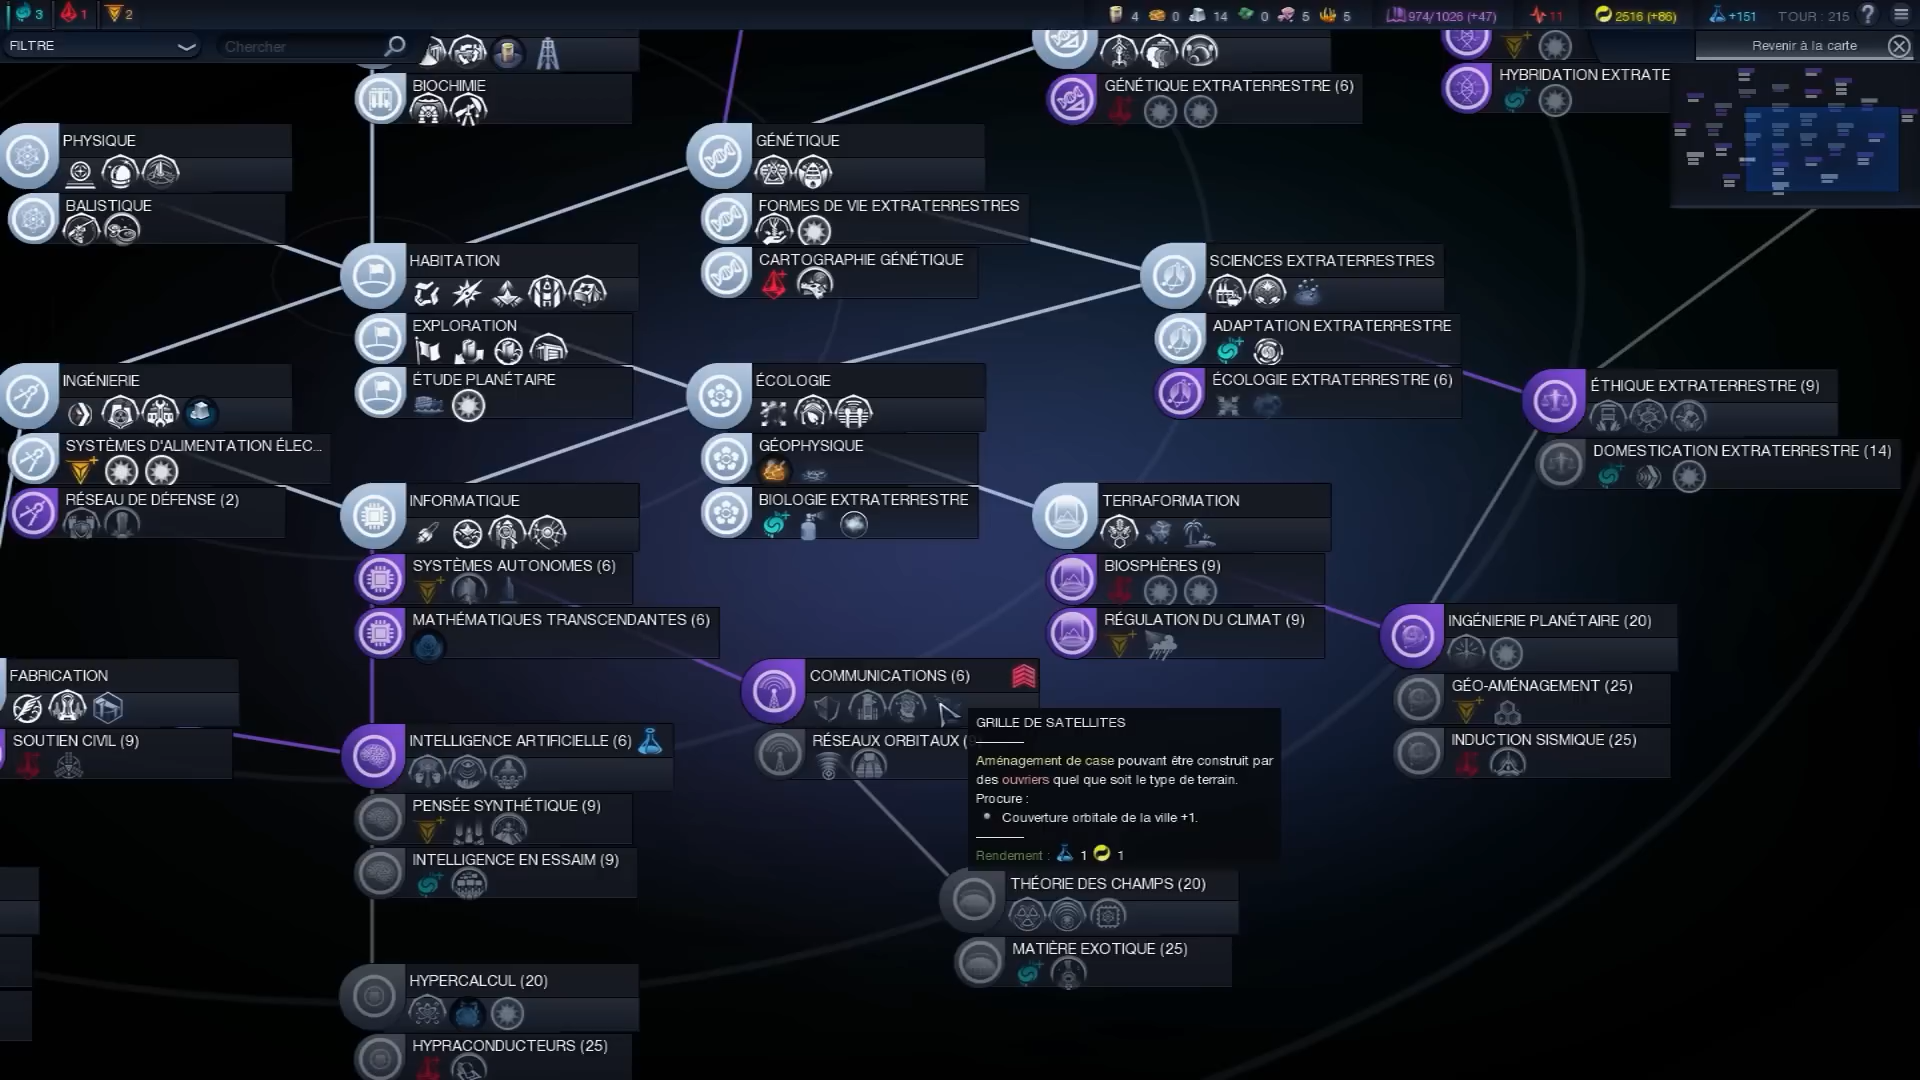 3 1 2
4 0 14 0 5 5 974/1026 (+47) 11 2516 (+86) +151 TOUR : 215 ?
FILTRE
Chercher
Revenir à la carte
BIOCHIMIE
GÉNÉTIQUE EXTRATERRESTRE (6)
HYBRIDATION EXTRATE
PHYSIQUE
BALISTIQUE
GÉNÉTIQUE
FORMES DE VIE EXTRATERRESTRES
CARTOGRAPHIE GÉNÉTIQUE
HABITATION
EXPLORATION
ÉTUDE PLANÉTAIRE
SCIENCES EXTRATERRESTRES
ADAPTATION EXTRATERRESTRE
ÉCOLOGIE EXTRATERRESTRE (6)
INGÉNIERIE
SYSTÈMES D'ALIMENTATION ÉLEC...
RÉSEAU DE DÉFENSE (2)
ÉCOLOGIE
GÉOPHYSIQUE
BIOLOGIE EXTRATERRESTRE
ÉTHIQUE EXTRATERRESTRE (9)
DOMESTICATION EXTRATERRESTRE (14)
INFORMATIQUE
SYSTÈMES AUTONOMES (6)
MATHÉMATIQUES TRANSCENDANTES (6)
TERRAFORMATION
BIOSPHÈRES (9)
RÉGULATION DU CLIMAT (9)
INGÉNIERIE PLANÉTAIRE (20)
GÉO-AMÉNAGEMENT (25)
INDUCTION SISMIQUE (25)
FABRICATION
SOUTIEN CIVIL (9)
COMMUNICATIONS (6)
RÉSEAUX ORBITAUX (9
GRILLE DE SATELLITES
Aménagement de case pouvant être construit par
des ouvriers quel que soit le type de terrain.
Procure :
Couverture orbitale de la ville +1.
Rendement : 1 1
INTELLIGENCE ARTIFICIELLE (6)
PENSÉE SYNTHÉTIQUE (9)
INTELLIGENCE EN ESSAIM (9)
THÉORIE DES CHAMPS (20)
MATIÈRE EXOTIQUE (25)
HYPERCALCUL (20)
HYPRACONDUCTEURS (25)